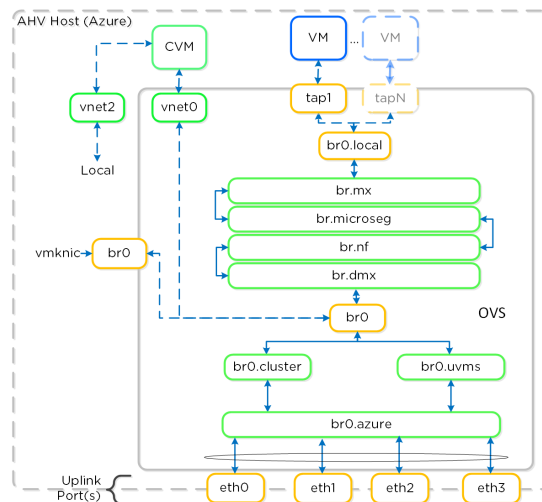 AHV Host (Azure)
CVM
VM
...
VM
vnet2
vnet0
tap1
tapN
br0.local
Local
br.mx
br.microseg
br.nf
br.dmx
vmknic
br0
br0
OVS
br0.cluster
br0.uvms
br0.azure
Uplink
Port(s)
eth0
eth1
eth2
eth3